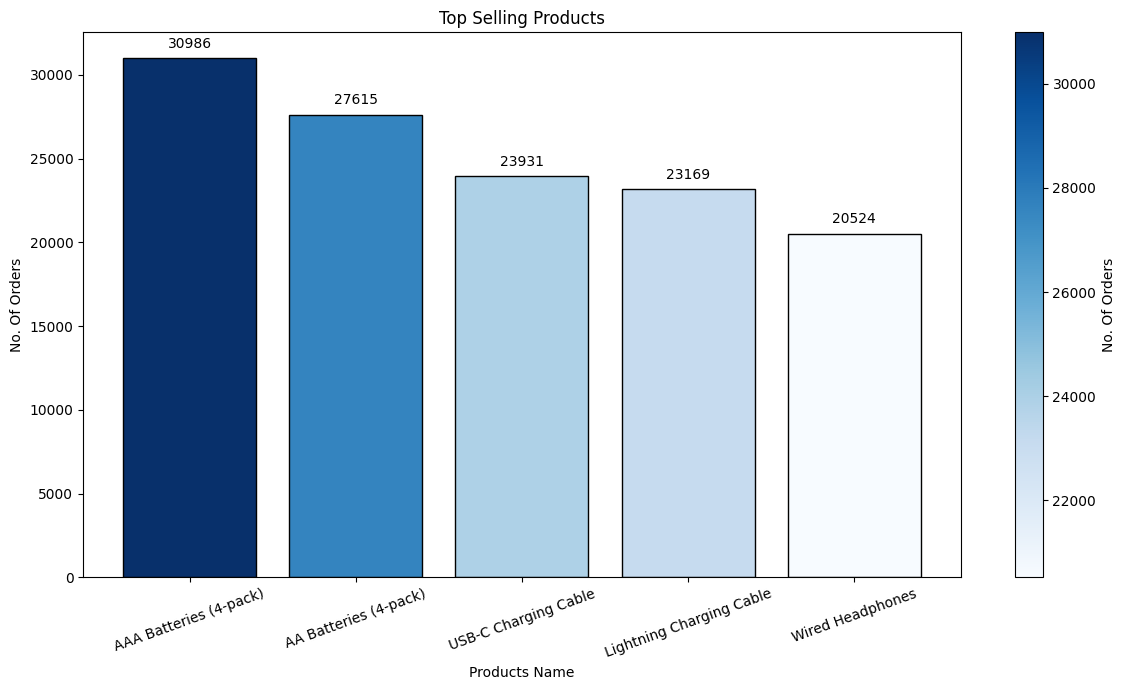 Top Selling Products
No. Of Orders
30000
25000
20000
15000
10000
5000
0
30986
27615
23931
23169
20524
AAA Batteries (4-pack)
AA Batteries (4-pack)
USB-C Charging Cable
Lightning Charging Cable
Wired Headphones
Products Name
30000
28000
26000
24000
22000
No. Of Orders